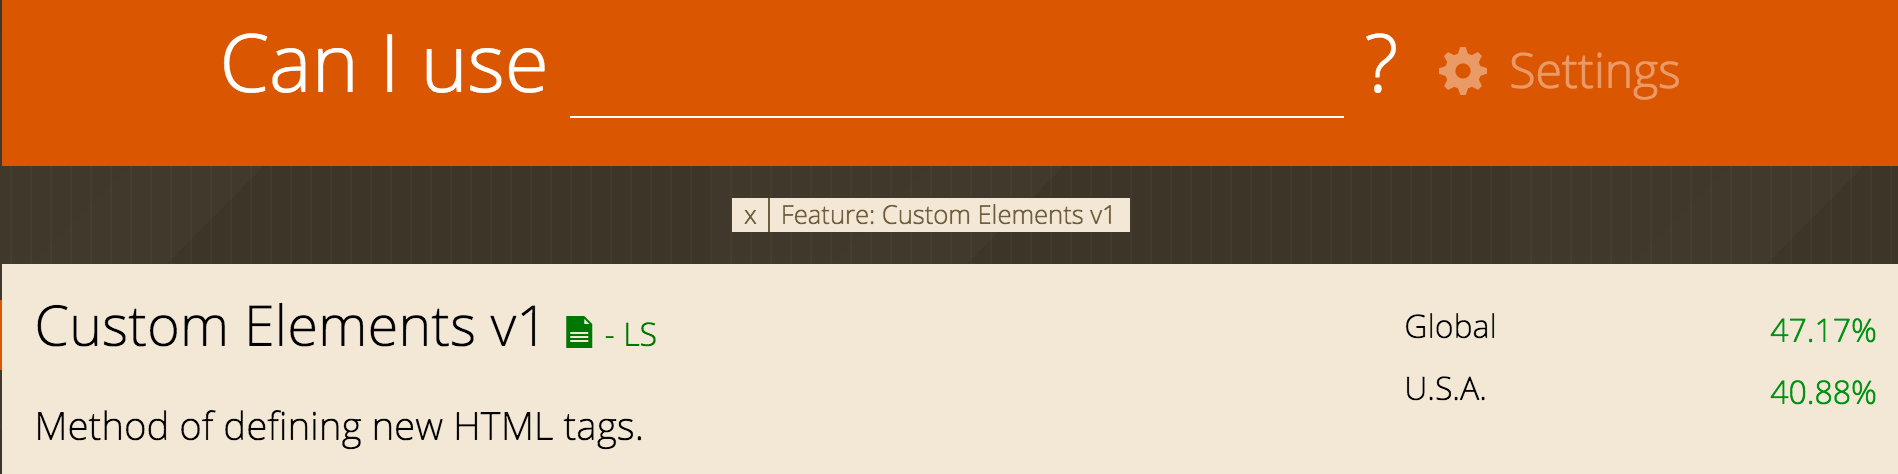 Can I use ? Settings
x Feature: Custom Elements v1
Custom Elements v1 - LS
Global 47.17%
U.S.A. 40.88%
Method of defining new HTML tags.